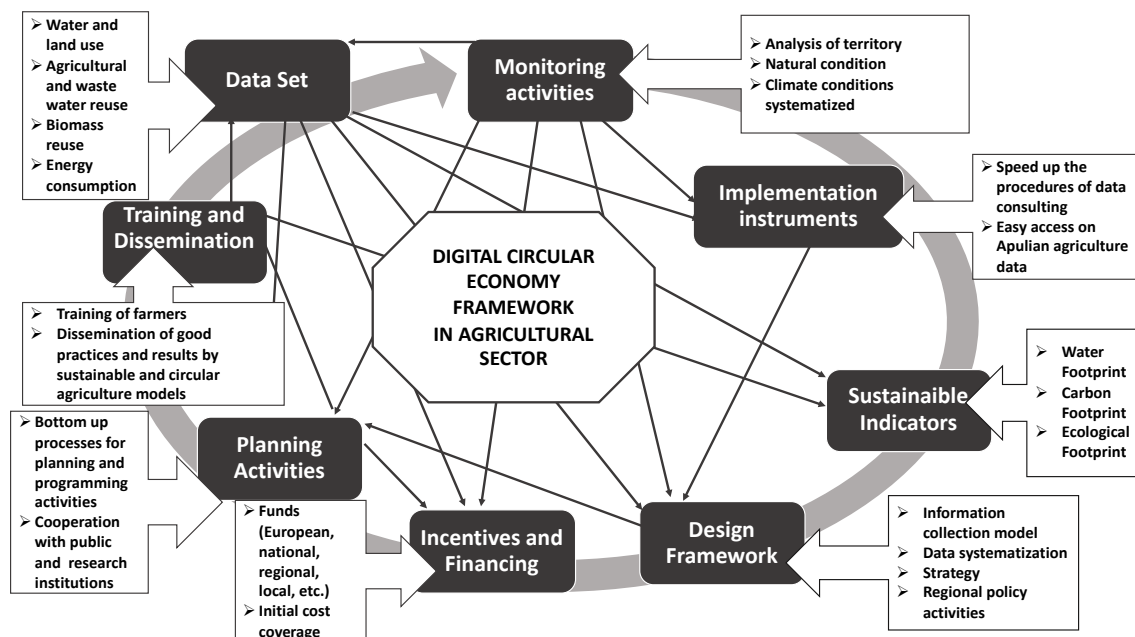 ➢ Water and
land use
➢ Agricultural
and waste
water reuse
➢ Biomass
reuse
➢ Energy
consumption
Data Set
Monitoring
activities
➢ Analysis of territory
➢ Natural condition
➢ Climate conditions
systematized
Implementation
instruments
➢ Speed up the
procedures of data
consulting
➢ Easy access on
Apulian agriculture
data
Training and
Dissemination
➢ Training of farmers
➢ Dissemination of good
practices and results by
sustainable and circular
agriculture models
DIGITAL CIRCULAR
ECONOMY
FRAMEWORK
IN AGRICULTURAL
SECTOR
Sustainaible
Indicators
➢ Water
Footprint
➢ Carbon
Footprint
➢ Ecological
Footprint
➢ Bottom up
processes for
planning and
programming
activities
➢ Cooperation
with public
and research
institutions
Planning
Activities
➢ Funds
(European,
national,
regional,
local, etc.)
➢ Initial cost
coverage
Incentives and
Financing
Design
Framework
➢ Information
collection model
➢ Data systematization
➢ Strategy
➢ Regional policy
activities